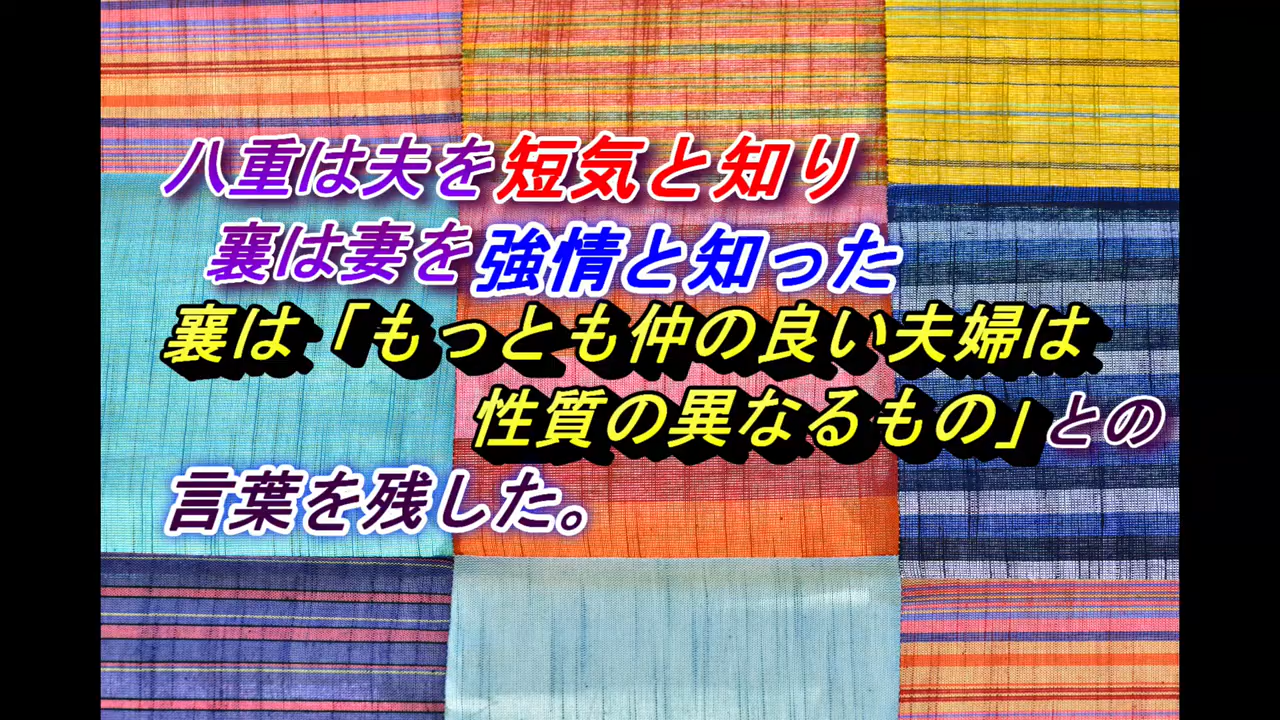 八重は夫を短気と知り
襄は妻を強情と知った
襄は「もっとも仲の良い夫婦は
性質の異なるもの」との
言葉を残した。